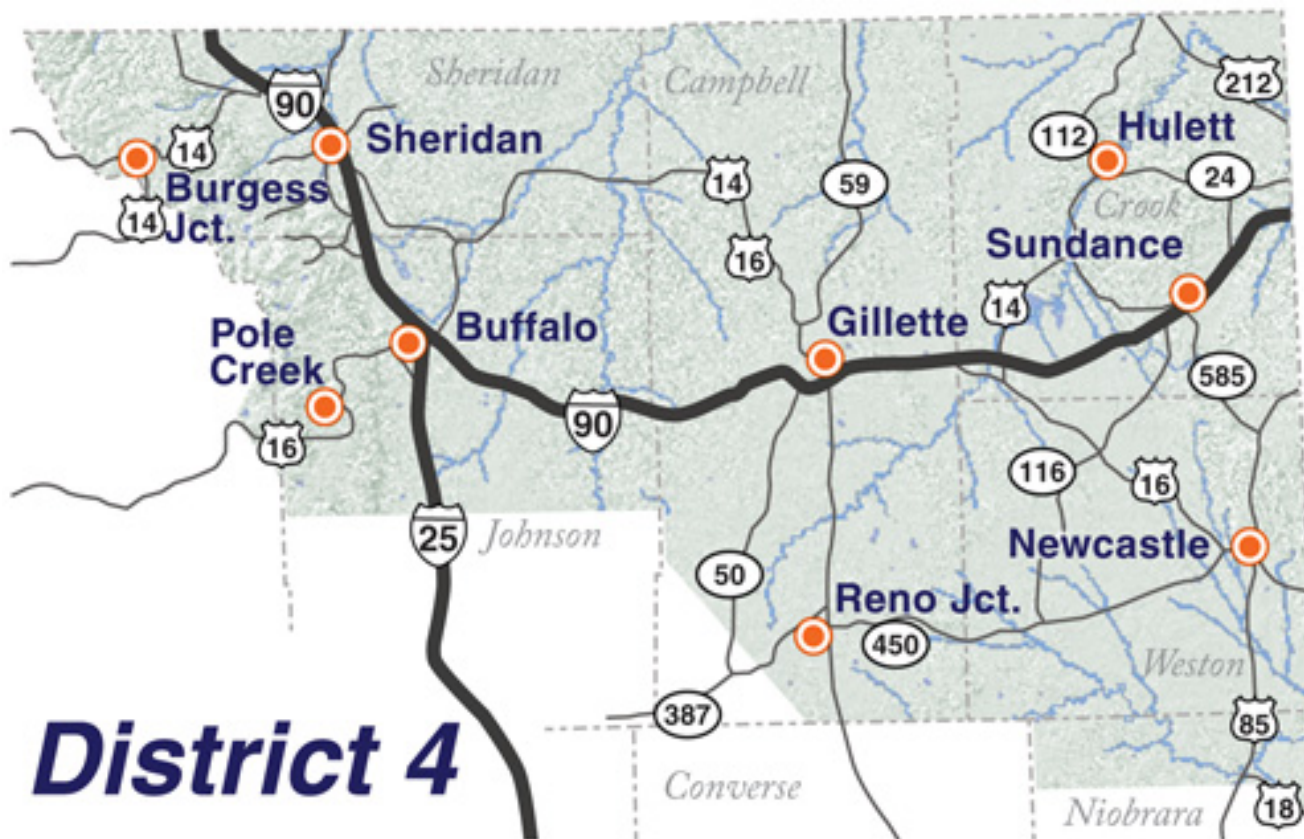 Sheridan
Campbell
90
212
112
Hulett
Sheridan
14
14
59
24
Burgess
Jct.
14
Crook
Sundance
16
14
Pole
Creek
Buffalo
Gillette
585
90
16
116
16
25
Johnson
Newcastle
50
Reno Jct.
450
Weston
387
85
District 4
Converse
Niobrara
18